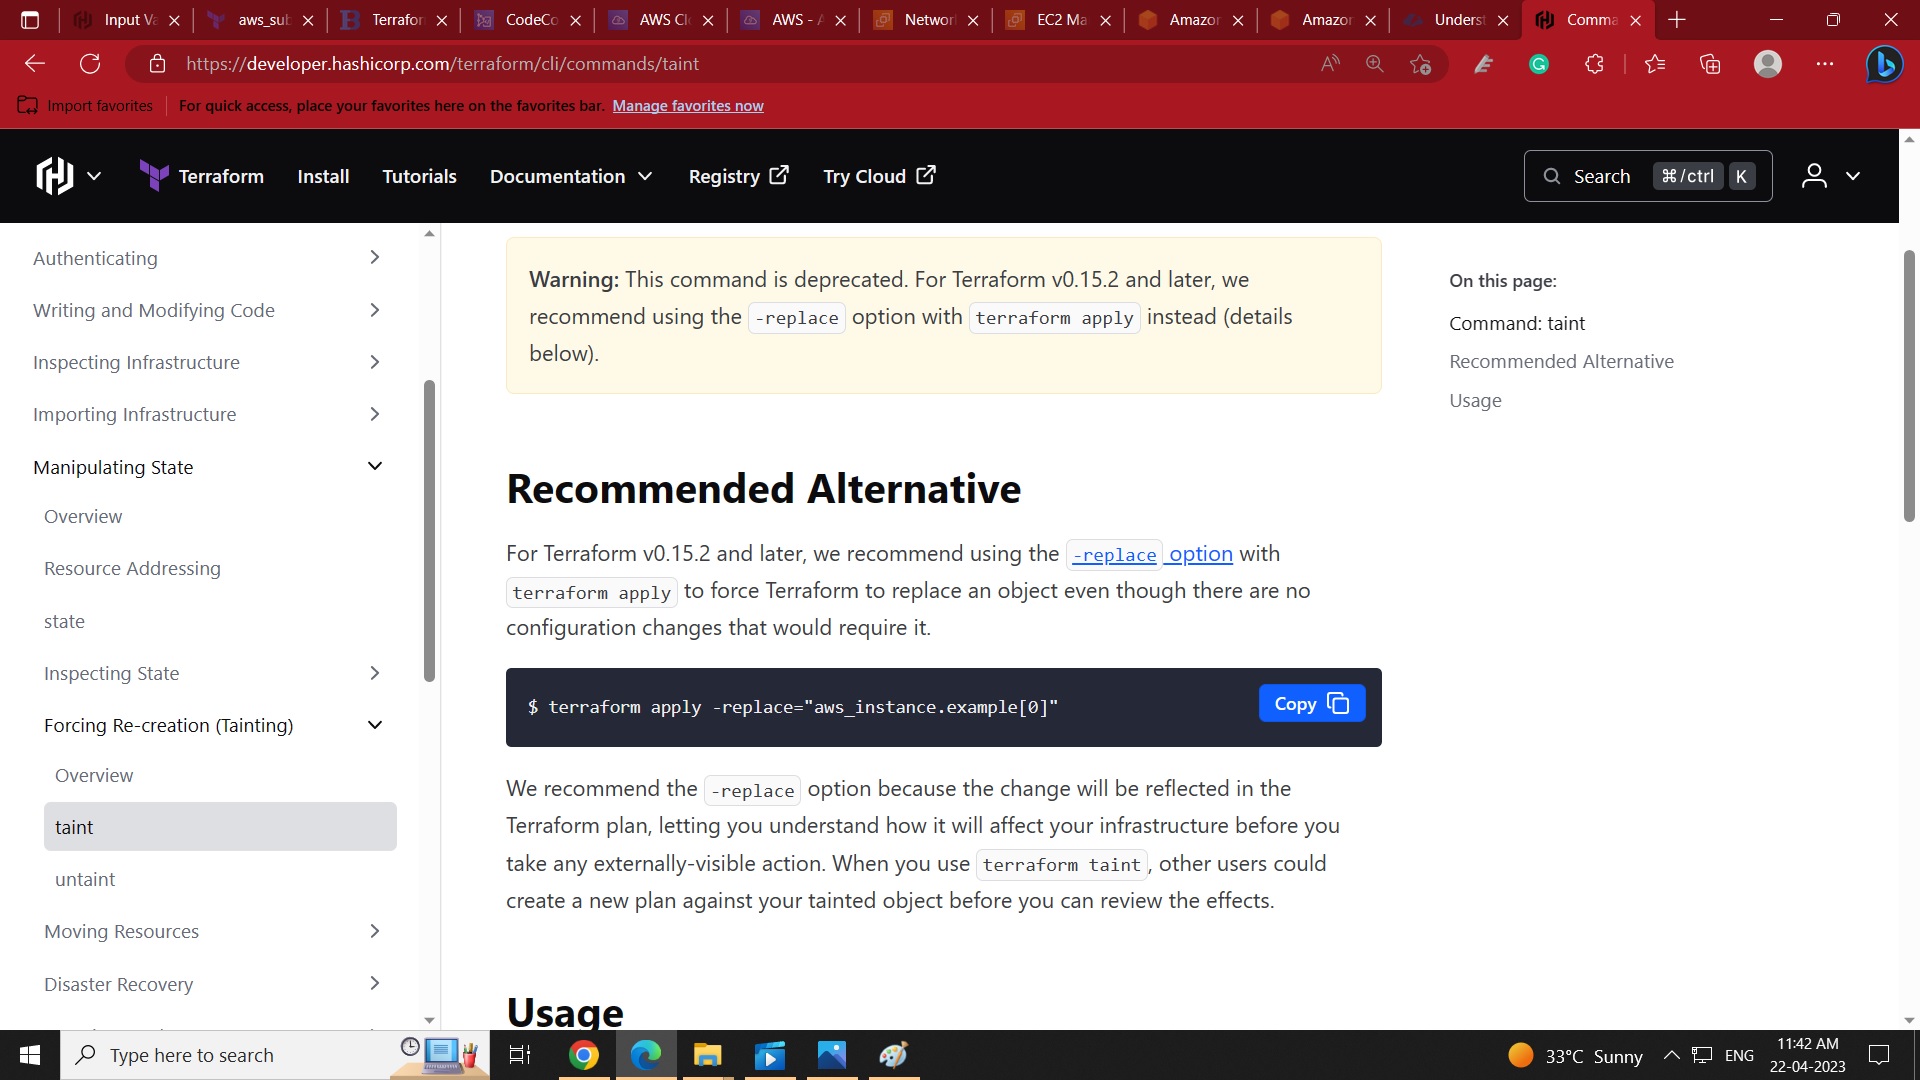 Input Va
aws_sub
Terrafor
CodeCo
AWS Cl
AWS - A
Networ
EC2 Ma
Amazor
Amazor
Underst
Comma
https://developer.hashicorp.com/terraform/cli/commands/taint
Import favorites
For quick access, place your favorites here on the favorites bar. Manage favorites now
Terraform
Install
Tutorials
Documentation
Registry
Try Cloud
Search
⌘/ctrl
K
Authenticating
Writing and Modifying Code
Inspecting Infrastructure
Importing Infrastructure
Manipulating State
Overview
Resource Addressing
state
Inspecting State
Forcing Re-creation (Tainting)
Overview
taint
untaint
Moving Resources
Disaster Recovery
Warning: This command is deprecated. For Terraform v0.15.2 and later, we
recommend using the -replace option with terraform apply instead (details
below).
Recommended Alternative
For Terraform v0.15.2 and later, we recommend using the -replace option with
terraform apply to force Terraform to replace an object even though there are no
configuration changes that would require it.
$ terraform apply -replace="aws_instance.example[0]"
Copy
We recommend the -replace option because the change will be reflected in the
Terraform plan, letting you understand how it will affect your infrastructure before you
take any externally-visible action. When you use terraform taint, other users could
create a new plan against your tainted object before you can review the effects.
Usage
On this page:
Command: taint
Recommended Alternative
Usage
Type here to search
33°C Sunny
ENG
11:42 AM
22-04-2023